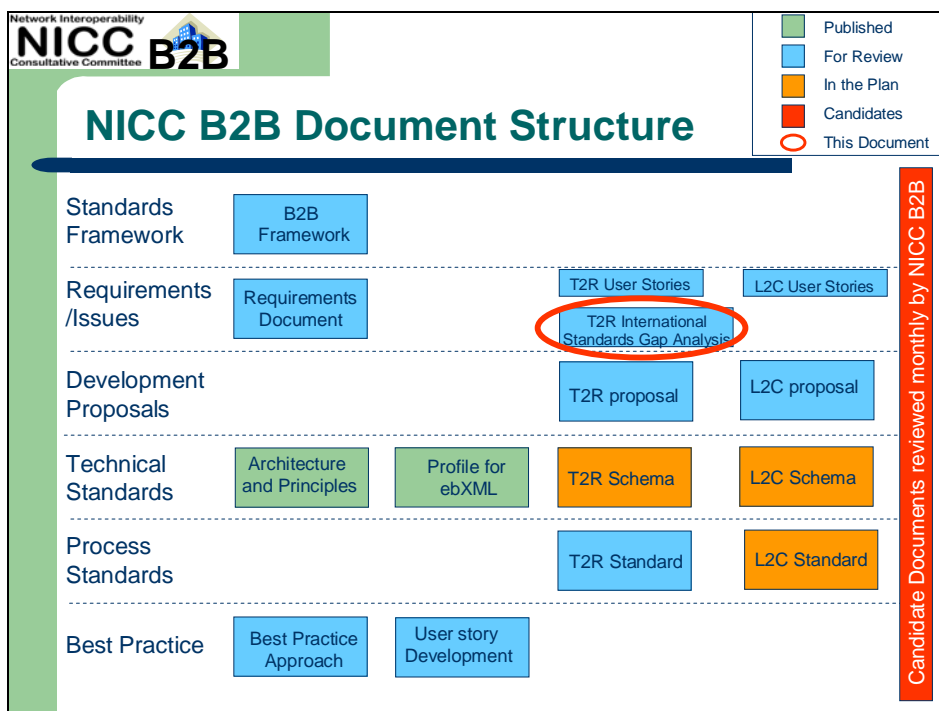 Network Interoperability
NICC
Consultative Committee
B2B
Published
For Review
In the Plan
Candidates
This Document
NICC B2B Document Structure
Standards
Framework
B2B
Framework
Requirements
/Issues
Requirements
Document
T2R User Stories
L2C User Stories
T2R International
Standards Gap Analysis
Development
Proposals
T2R proposal
L2C proposal
Technical
Standards
Architecture
and Principles
Profile for
ebXML
T2R Schema
L2C Schema
Process
Standards
T2R Standard
L2C Standard
Best Practice
Best Practice
Approach
User story
Development
Candidate Documents reviewed monthly by NICC B2B